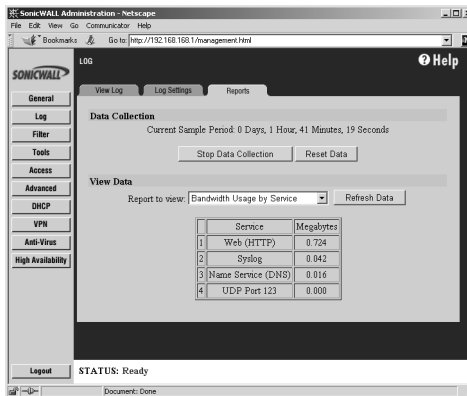 SonicWALL Administration - Netscape
File Edit View Go Communicator Help
Bookmarks Go to: http://192.168.168.1/management.html
SONICWALL
LOG
Help
View Log Log Settings Reports
General
Log
Filter
Tools
Access
Advanced
DHCP
VPN
Anti-Virus
High Availability
Logout
Data Collection
Current Sample Period: 0 Days, 1 Hour, 41 Minutes, 19 Seconds
Stop Data Collection Reset Data
View Data
Report to view: Bandwidth Usage by Service Refresh Data
Service Megabytes
1 Web (HTTP) 0.724
2 Syslog 0.042
3 Name Service (DNS) 0.016
4 UDP Port 123 0.000
STATUS: Ready
Document: Done